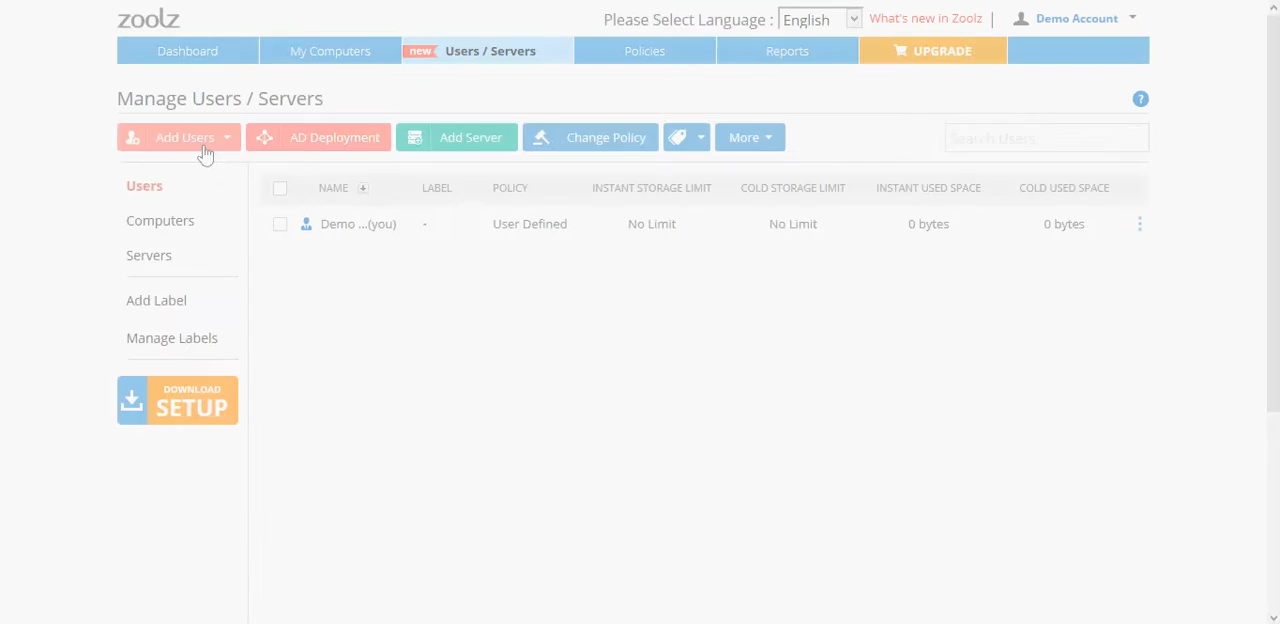 zoolz
Please Select Language : English What's new in Zoolz | Demo Account
Dashboard My Computers new Users / Servers Policies Reports UPGRADE
Manage Users / Servers ?
Add Users AD Deployment Add Server Change Policy More Search Users
Users
Computers
Servers
Add Label
Manage Labels
DOWNLOAD
SETUP
NAME LABEL POLICY INSTANT STORAGE LIMIT COLD STORAGE LIMIT INSTANT USED SPACE COLD USED SPACE
Demo ...(you) - User Defined No Limit No Limit 0 bytes 0 bytes